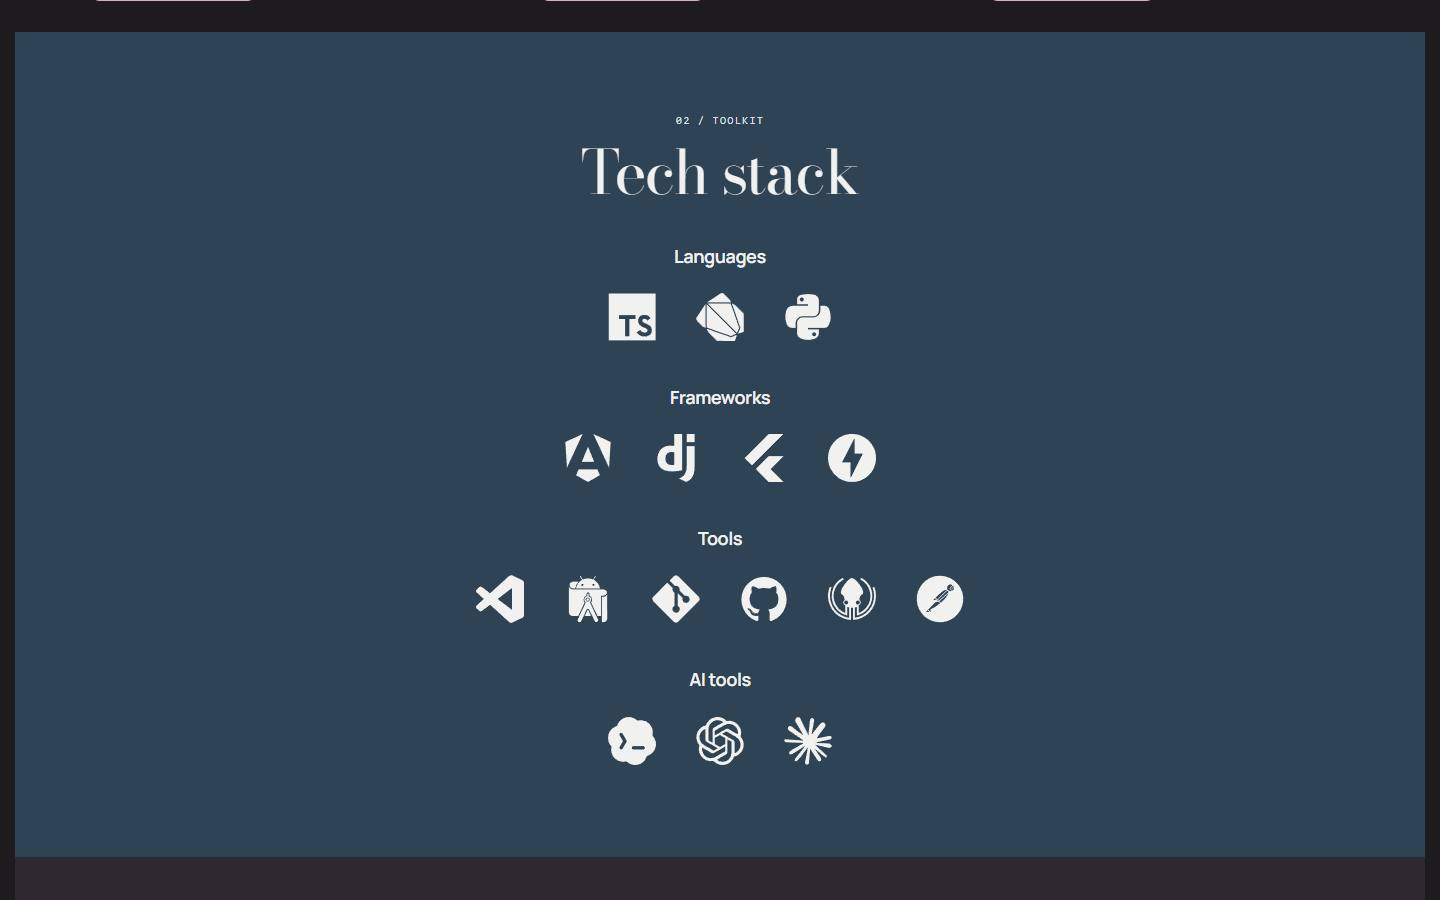 02 / TOOLKIT
Tech stack
Languages
TS
Frameworks
dj
Tools
AI tools